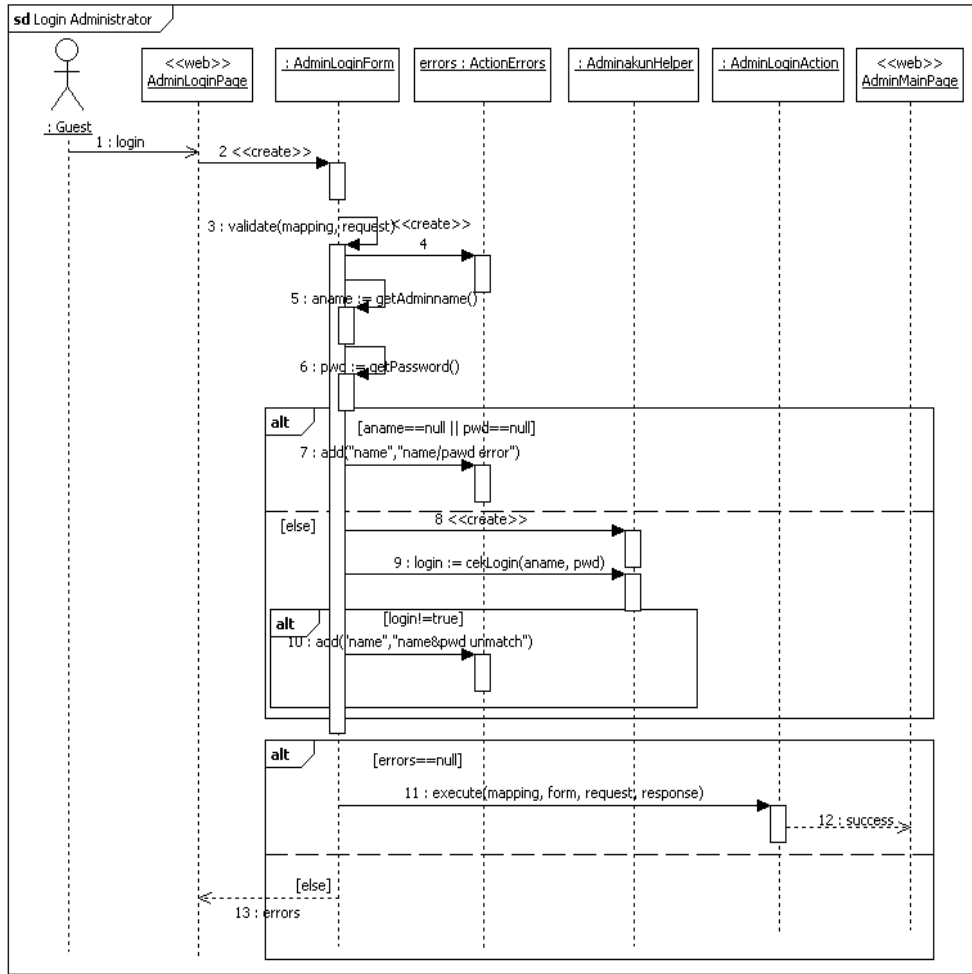 sd Login Administrator
: Guest
<<web>>
AdminLoginPage
: AdminLoginForm
errors : ActionErrors
: AdminakunHelper
: AdminLoginAction
<<web>>
AdminMainPage
1 : login
2 <<create>>
3 : validate(mapping, request)
<<create>>
4
5 : aname := getAdminname()
6 : pwd := getPassword()
alt
[aname==null || pwd==null]
7 : add("name","name/pawd error")
[else]
8 <<create>>
9 : login := cekLogin(aname, pwd)
alt
[login!=true]
10 : add("name","name&pwd unmatch")
alt
[errors==null]
11 : execute(mapping, form, request, response)
12 : success
[else]
13 : errors